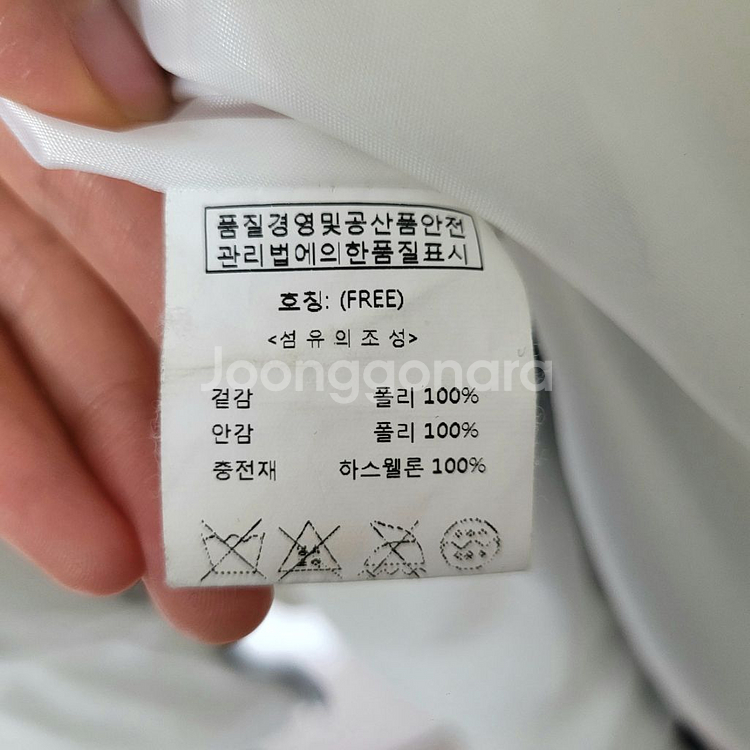 품질경영및공산품안전
관리법에의한품질표시
호칭: (FREE)
<섬유의조성>
Joonggonara
겉감 폴리 100%
안감 폴리 100%
충전재 하스웰론 100%